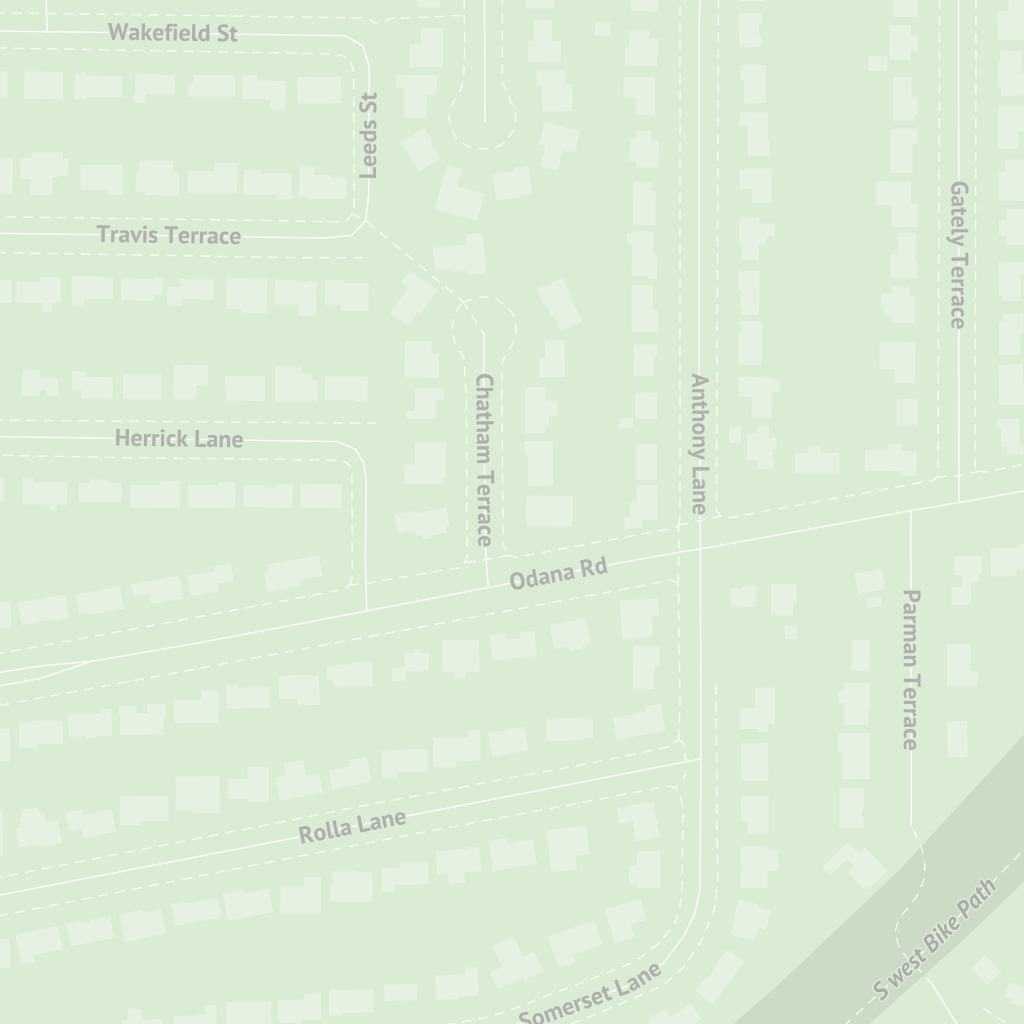 Wakefield St
Leeds St
Gately Terrace
Travis Terrace
Chatham Terrace
Anthony Lane
Herrick Lane
Odana Rd
Parman Terrace
Rolla Lane
S west Bike Path
Somerset Lane